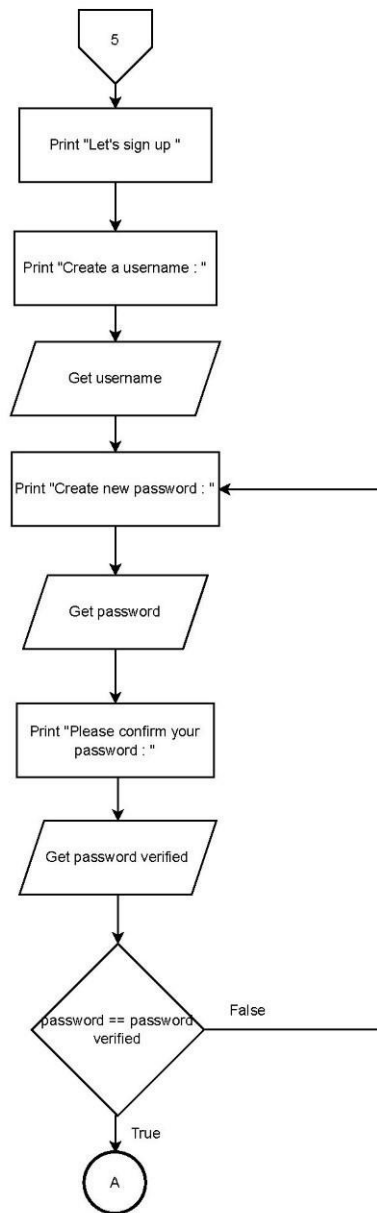 5
Print "Let's sign up "
Print "Create a username : "
Get username
Print "Create new password : "
Get password
Print "Please confirm your
password : "
Get password verified
password == password
verified
False
True
A